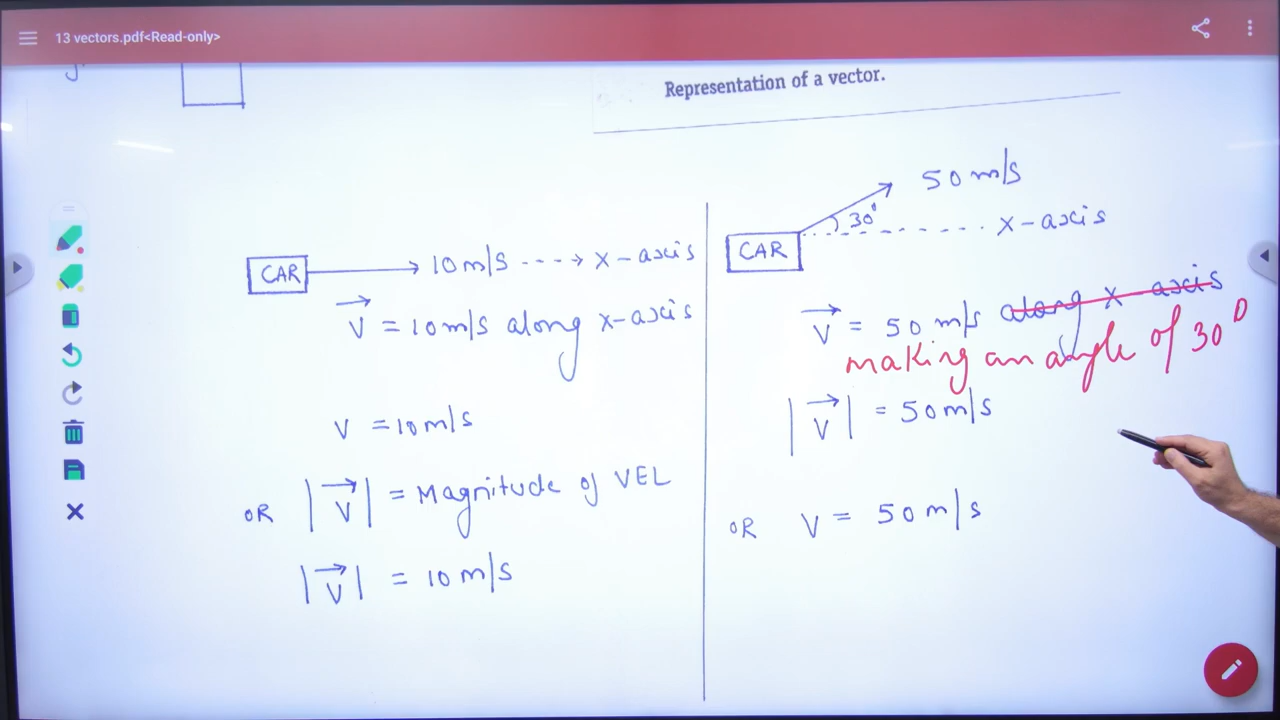 13 vectors.pdf<Read-only>
Representation of a vector.
CAR → 10 m/s ----→ x-axis
→
V = 10 m/s along x-axis
V = 10 m/s
OR |V→| = Magnitude of VEL
|V→| = 10 m/s
50 m/s
30°
CAR x-axis
V→ = 50 m/s along x axis
making an angle of 30°
|V→| = 50 m/s
OR V = 50 m/s